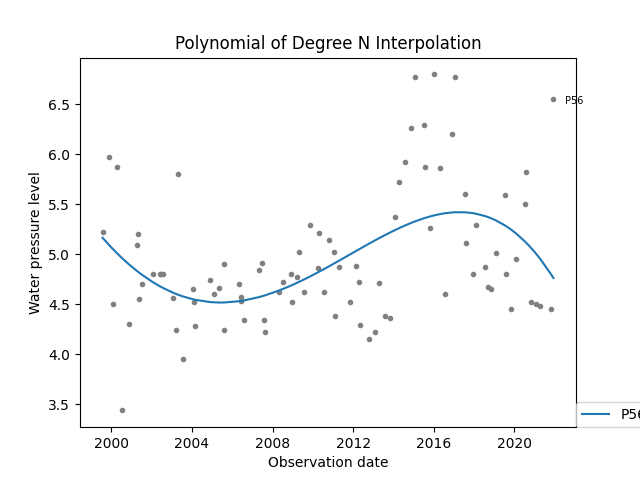 Polynomial of Degree N Interpolation
Water pressure level
6.5
6.0
5.5
5.0
4.5
4.0
3.5
P56
P56
2000 2004 2008 2012 2016 2020
Observation date